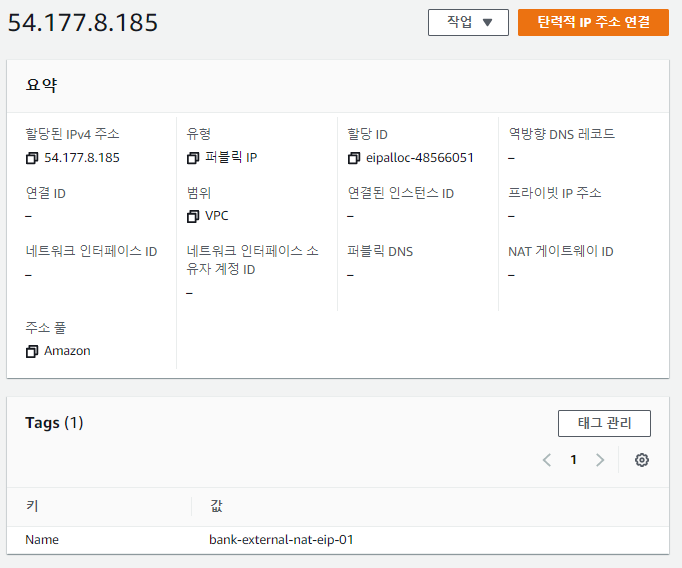 54.177.8.185
작업 ▼
탄력적 IP 주소 연결
요약
할당된 IPv4 주소
54.177.8.185
유형
퍼블릭 IP
할당 ID
eipalloc-48566051
역방향 DNS 레코드
–
연결 ID
–
범위
VPC
연결된 인스턴스 ID
–
프라이빗 IP 주소
–
네트워크 인터페이스 ID
–
네트워크 인터페이스 소
유자 계정 ID
–
퍼블릭 DNS
–
NAT 게이트웨이 ID
–
주소 풀
Amazon
Tags (1)
태그 관리
< 1 >
키 값
Name bank-external-nat-eip-01